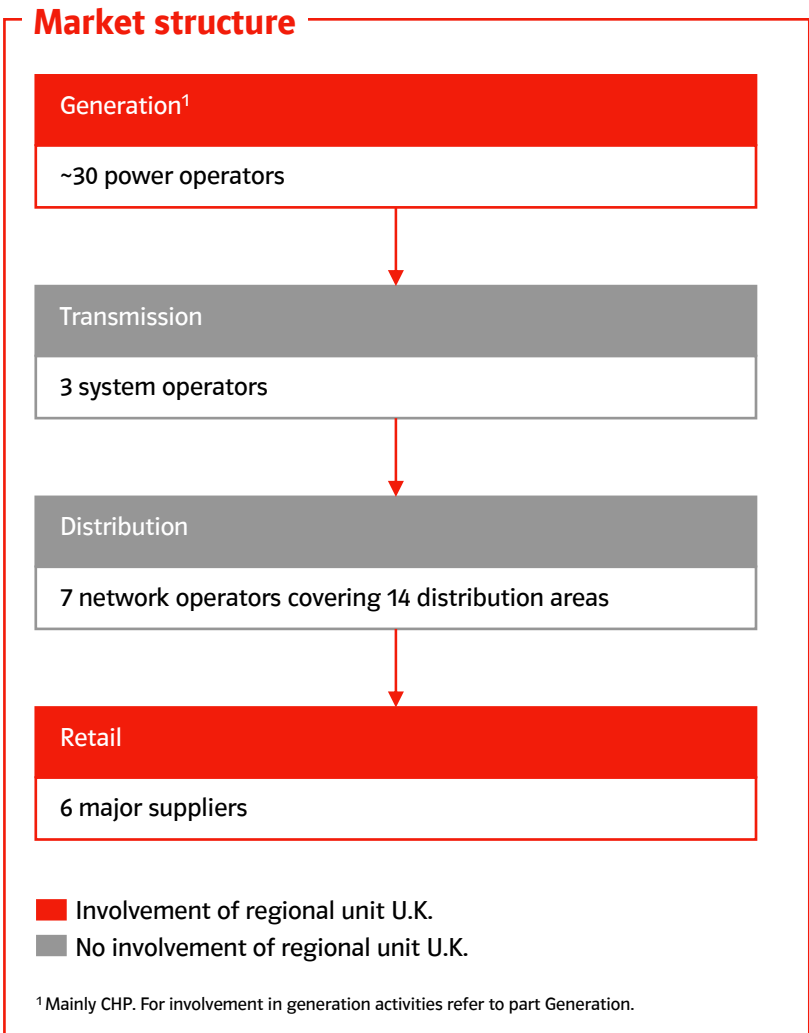 Market structure
Generation¹
~30 power operators
Transmission
3 system operators
Distribution
7 network operators covering 14 distribution areas
Retail
6 major suppliers
Involvement of regional unit U.K.
No involvement of regional unit U.K.
¹ Mainly CHP. For involvement in generation activities refer to part Generation.